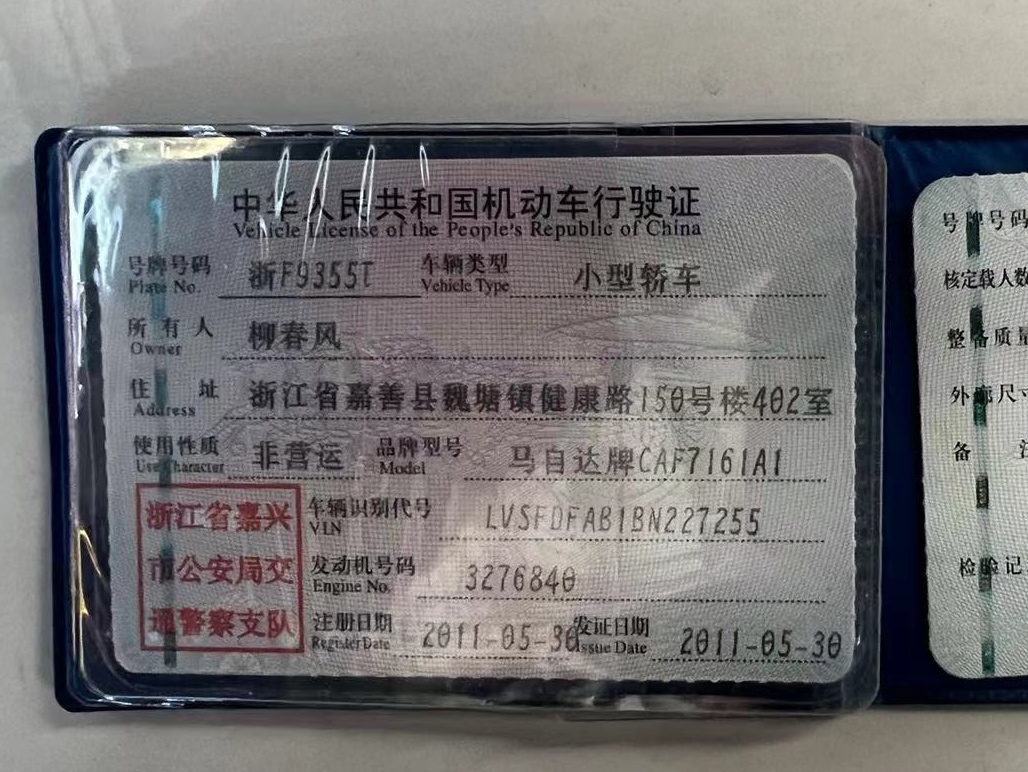 中华人民共和国机动车行驶证
Vehicle License of the People's Republic of China
号牌号码 浙F9355T 车辆类型 小型轿车
Plate No. Vehicle Type
所有人 柳春风
Owner
住址 浙江省嘉善县魏塘镇健康路150号楼402室
Address
使用性质 非营运 品牌型号 马自达牌CAF7161A1
Use Character Model
浙江省嘉兴
市公安局交
通警察支队
车辆识别代号 LVSFDFAB1BN227255
VIN
发动机号码 3276840
Engine No.
注册日期 2011-05-30 发证日期 2011-05-30
Register Date Issue Date
号牌号码
核定载人数
整备质量
外廓尺寸
备
检验记